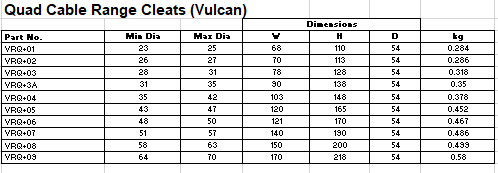 Quad Cable Range Cleats (Vulcan)
Dimensions
Part No. Min Dia Max Dia W H D kg
VRQ+01 23 25 68 110 54 0.284
VRQ+02 26 27 70 113 54 0.286
VRQ+03 28 31 78 128 54 0.318
VRQ+3A 31 35 90 138 54 0.35
VRQ+04 35 42 103 148 54 0.378
VRQ+05 43 47 120 165 54 0.452
VRQ+06 48 50 121 170 54 0.467
VRQ+07 51 57 140 190 54 0.486
VRQ+08 58 63 150 200 54 0.499
VRQ+09 64 70 170 218 54 0.58